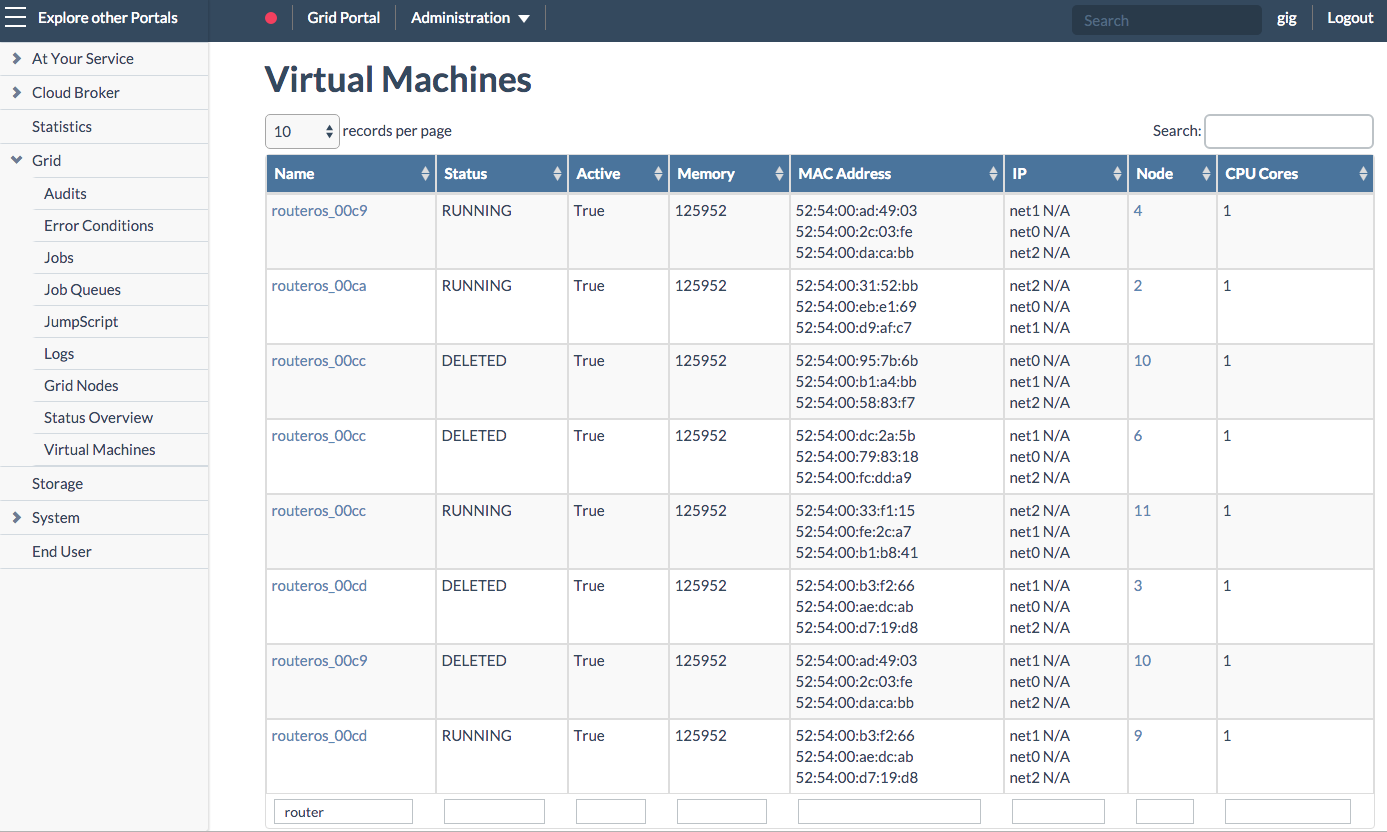 Explore other Portals Grid Portal Administration Search gig Logout
At Your Service
Cloud Broker
Statistics
Grid
Audits
Error Conditions
Jobs
Job Queues
JumpScript
Logs
Grid Nodes
Status Overview
Virtual Machines
Storage
System
End User
Virtual Machines
10 records per page Search:
Name Status Active Memory MAC Address IP Node CPU Cores
routeros_00c9 RUNNING True 125952 52:54:00:ad:49:03 net1 N/A 4 1
52:54:00:2c:03:fe net0 N/A
52:54:00:da:ca:bb net2 N/A
routeros_00ca RUNNING True 125952 52:54:00:31:52:bb net2 N/A 2 1
52:54:00:eb:e1:69 net0 N/A
52:54:00:d9:af:c7 net1 N/A
routeros_00cc DELETED True 125952 52:54:00:95:7b:6b net0 N/A 10 1
52:54:00:b1:a4:bb net1 N/A
52:54:00:58:83:f7 net2 N/A
routeros_00cc DELETED True 125952 52:54:00:dc:2a:5b net1 N/A 6 1
52:54:00:79:83:18 net0 N/A
52:54:00:fc:dd:a9 net2 N/A
routeros_00cc RUNNING True 125952 52:54:00:33:f1:15 net2 N/A 11 1
52:54:00:fe:2c:a7 net1 N/A
52:54:00:b1:b8:41 net0 N/A
routeros_00cd DELETED True 125952 52:54:00:b3:f2:66 net1 N/A 3 1
52:54:00:ae:dc:ab net0 N/A
52:54:00:d7:19:d8 net2 N/A
routeros_00c9 DELETED True 125952 52:54:00:ad:49:03 net1 N/A 10 1
52:54:00:2c:03:fe net0 N/A
52:54:00:da:ca:bb net2 N/A
routeros_00cd RUNNING True 125952 52:54:00:b3:f2:66 net1 N/A 9 1
52:54:00:ae:dc:ab net0 N/A
52:54:00:d7:19:d8 net2 N/A
router